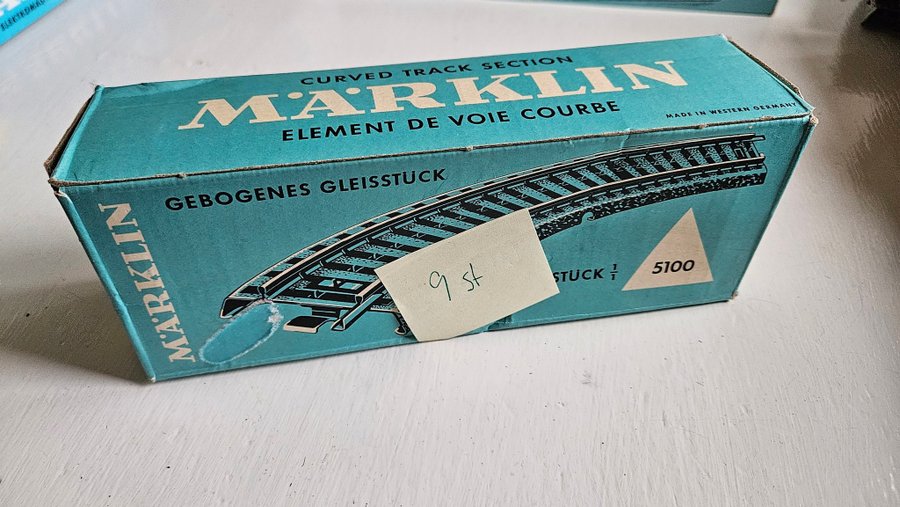 ELEKTROMA
CURVED TRACK SECTION
MÄRKLIN
ELEMENT DE VOIE COURBE
MADE IN WESTERN GERMANY
GEBOGENES GLEISSTÜCK
MÄRKLIN
9 st
STÜCK 1/1
5100